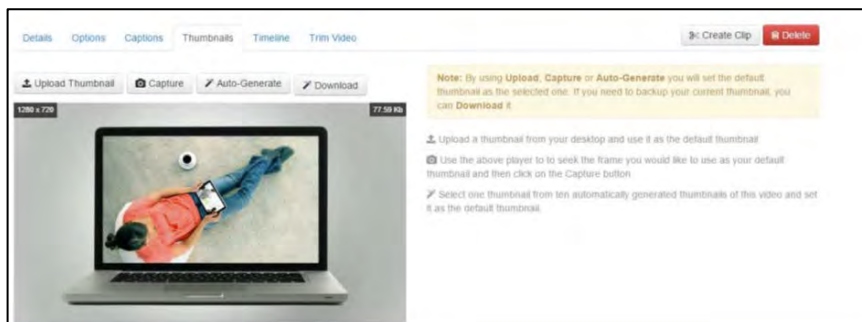 Details Options Captions Thumbnails Timeline Trim Video
Create Clip Delete
Upload Thumbnail Capture Auto-Generate Download
1280 x 720 77.59 Kb
Note: By using Upload, Capture or Auto-Generate you will set the default
thumbnail as the selected one. If you need to backup your current thumbnail, you
can Download it.
Upload a thumbnail from your desktop and use it as the default thumbnail
Use the above player to to seek the frame you would like to use as your default
thumbnail and then click on the Capture button
Select one thumbnail from ten automatically generated thumbnails of this video and set
it as the default thumbnail.